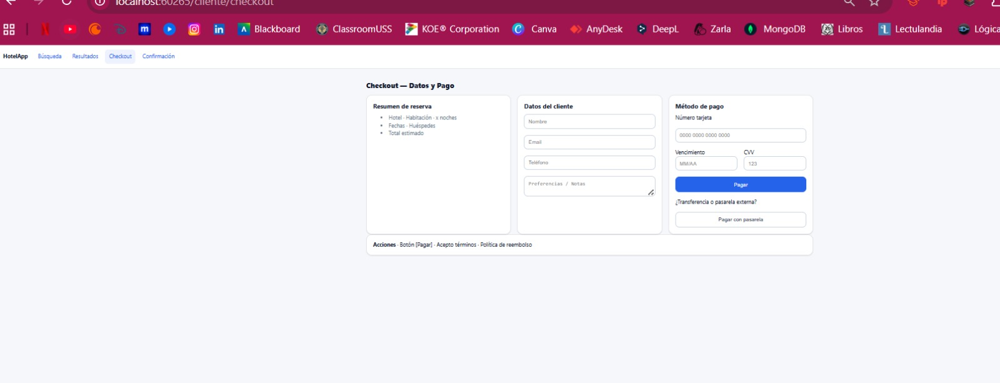 localhost:60265/cliente/checkout
Blackboard ClassroomUSS KOE® Corporation Canva AnyDesk DeepL Zarla MongoDB Libros Lectulandia Lógica
HotelApp Búsqueda Resultados Checkout Confirmación
Checkout — Datos y Pago
Resumen de reserva
• Hotel · Habitación · x noches
• Fechas · Huéspedes
• Total estimado
Datos del cliente
Nombre
Email
Teléfono
Preferencias / Notas
Método de pago
Número tarjeta
0000 0000 0000 0000
Vencimiento CVV
MM/AA 123
Pagar
¿Transferencia o pasarela externa?
Pagar con pasarela
Acciones · Botón [Pagar] · Acepto términos · Política de reembolso